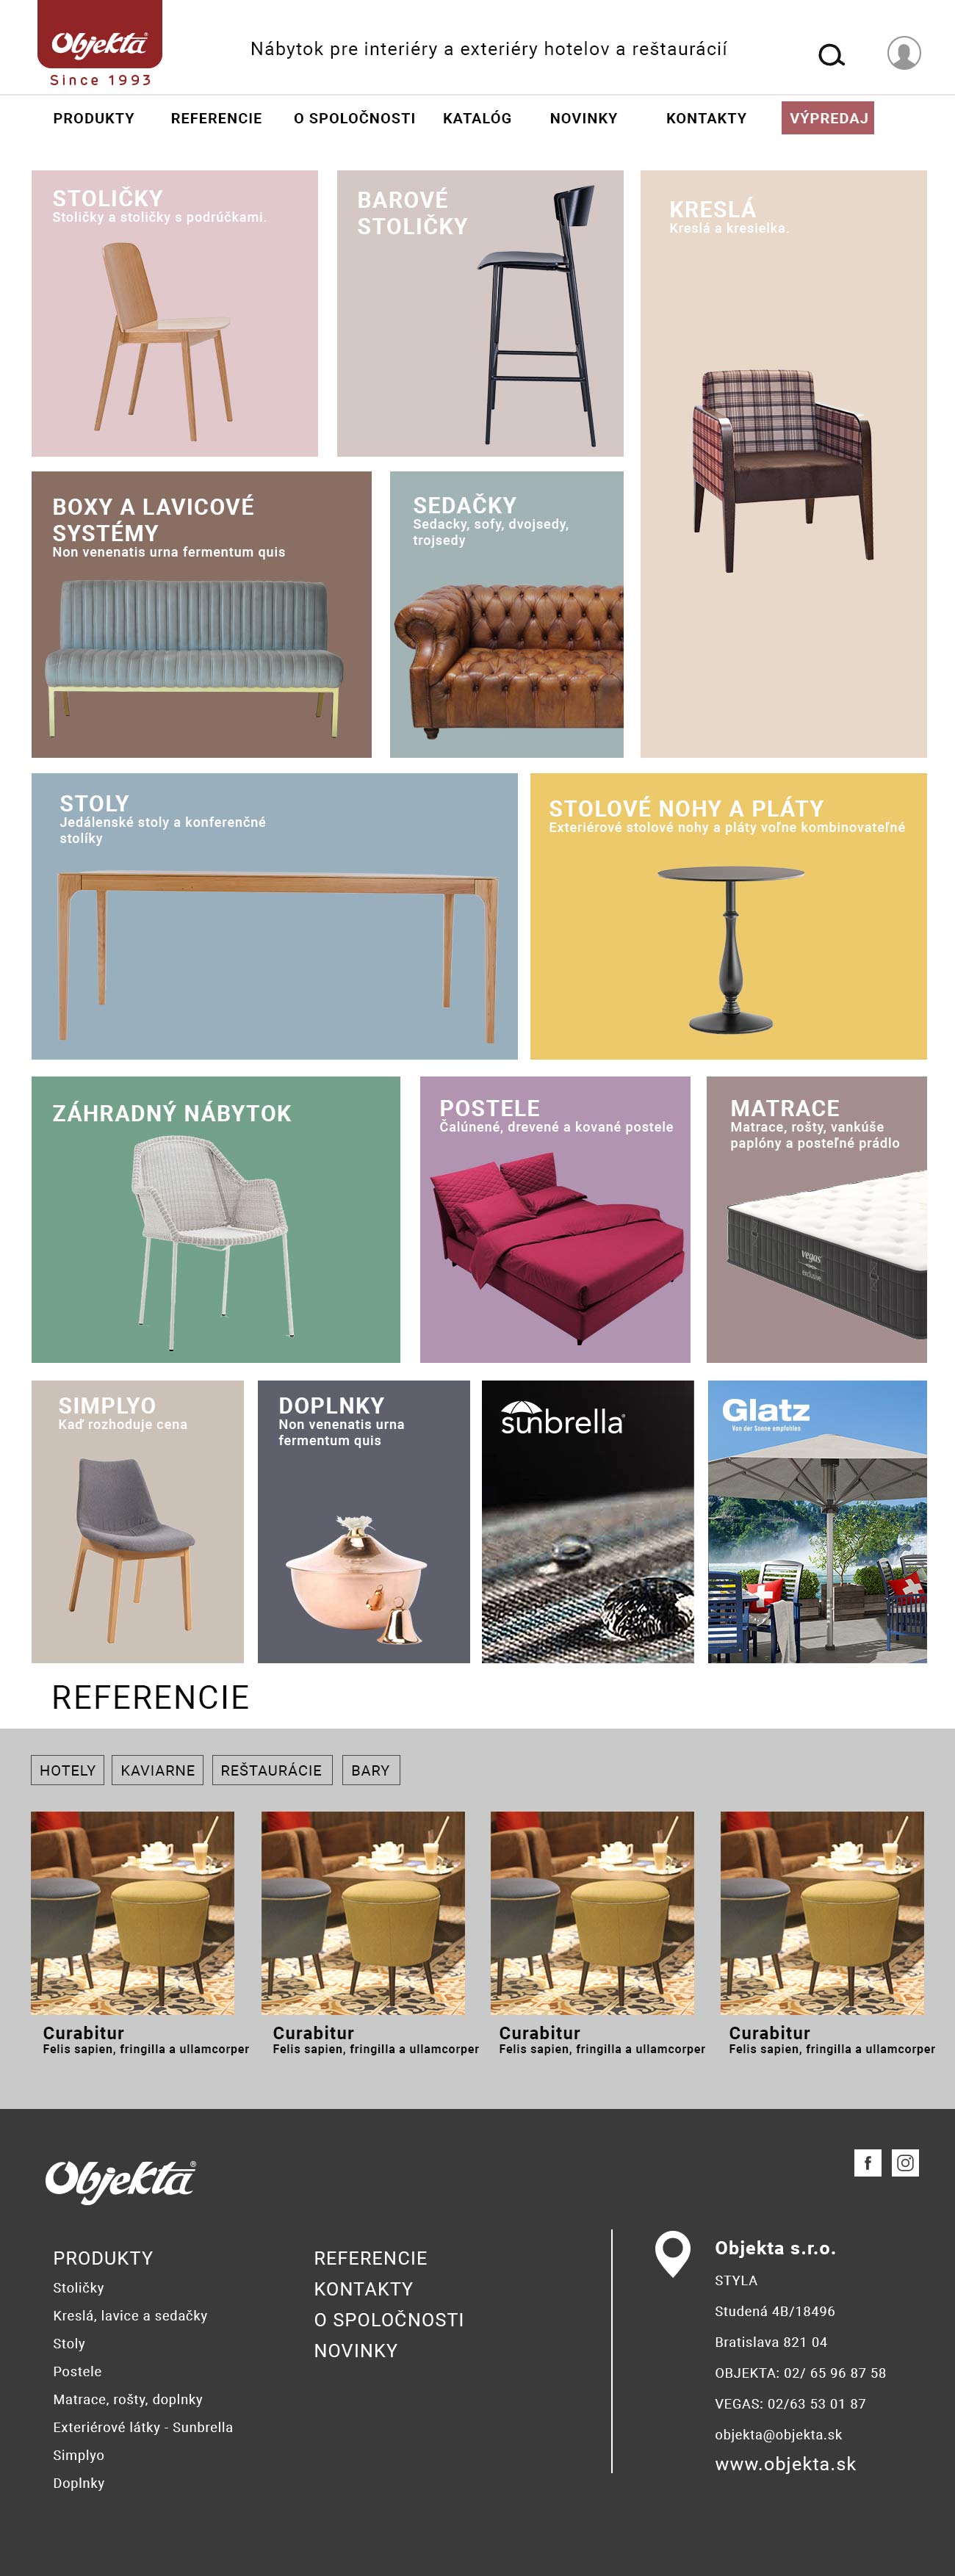 Objekta®
Since 1993
Nábytok pre interiéry a exteriéry hotelov a reštaurácií
PRODUKTY
REFERENCIE
O SPOLOČNOSTI
KATALÓG
NOVINKY
KONTAKTY
VÝPREDAJ
STOLIČKY
Stoličky a stoličky s podrúčkami.
BAROVÉ
STOLIČKY
KRESLÁ
Kreslá a kresielka.
BOXY A LAVICOVÉ
SYSTÉMY
Non venenatis urna fermentum quis
SEDAČKY
Sedacky, sofy, dvojsedy,
trojsedy
STOLY
Jedálenské stoly a konferenčné
stolíky
STOLOVÉ NOHY A PLÁTY
Exteriérové stolové nohy a pláty voľne kombinovateľné
ZÁHRADNÝ NÁBYTOK
POSTELE
Čalúnené, drevené a kované postele
MATRACE
Matrace, rošty, vankúše
paplóny a posteľné prádlo
vegas
exclusive
SIMPLYO
Kaď rozhoduje cena
DOPLNKY
Non venenatis urna
fermentum quis
sunbrella®
Glatz
Von der Sonne empfohlen
REFERENCIE
HOTELY
KAVIARNE
REŠTAURÁCIE
BARY
Curabitur
Felis sapien, fringilla a ullamcorper
Curabitur
Felis sapien, fringilla a ullamcorper
Curabitur
Felis sapien, fringilla a ullamcorper
Curabitur
Felis sapien, fringilla a ullamcorper
Objekta®
f
PRODUKTY
Stoličky
Kreslá, lavice a sedačky
Stoly
Postele
Matrace, rošty, doplnky
Exteriérové látky - Sunbrella
Simplyo
Doplnky
REFERENCIE
KONTAKTY
O SPOLOČNOSTI
NOVINKY
Objekta s.r.o.
STYLA
Studená 4B/18496
Bratislava 821 04
OBJEKTA: 02/ 65 96 87 58
VEGAS: 02/63 53 01 87
objekta@objekta.sk
www.objekta.sk